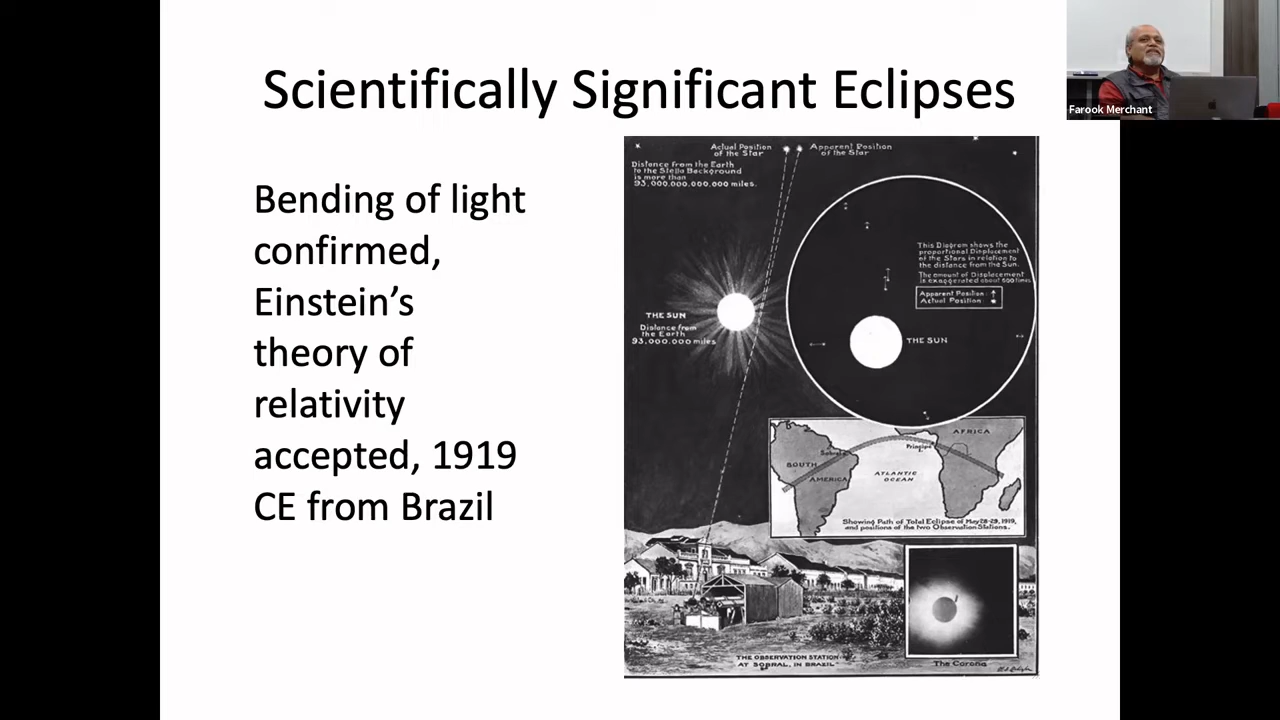 Scientifically Significant Eclipses
Farook Merchant
Bending of light
confirmed,
Einstein’s
theory of
relativity
accepted, 1919
CE from Brazil
Actual Position
of the Star
Apparent Position
of the Star
Distance from the Earth
to the Stella Background
is more than
93,000,000,000,000 miles.
This Diagram shows the
proportional Displacement
of the Stars in relation to
the distance from the Sun.
The amount of Displacement
is exaggerated about 600 times
Apparent Position :
Actual Position :
THE SUN
Distance from
the Earth
93,000,000 miles
THE SUN
AFRICA
Sobral
Principe
SOUTH
AMERICA
ATLANTIC
OCEAN
Showing Path of Total Eclipse of May 28-29, 1919,
and positions of the two Observation Stations.
THE OBSERVATION STATION
AT SOBRAL, IN BRAZIL
The Corona